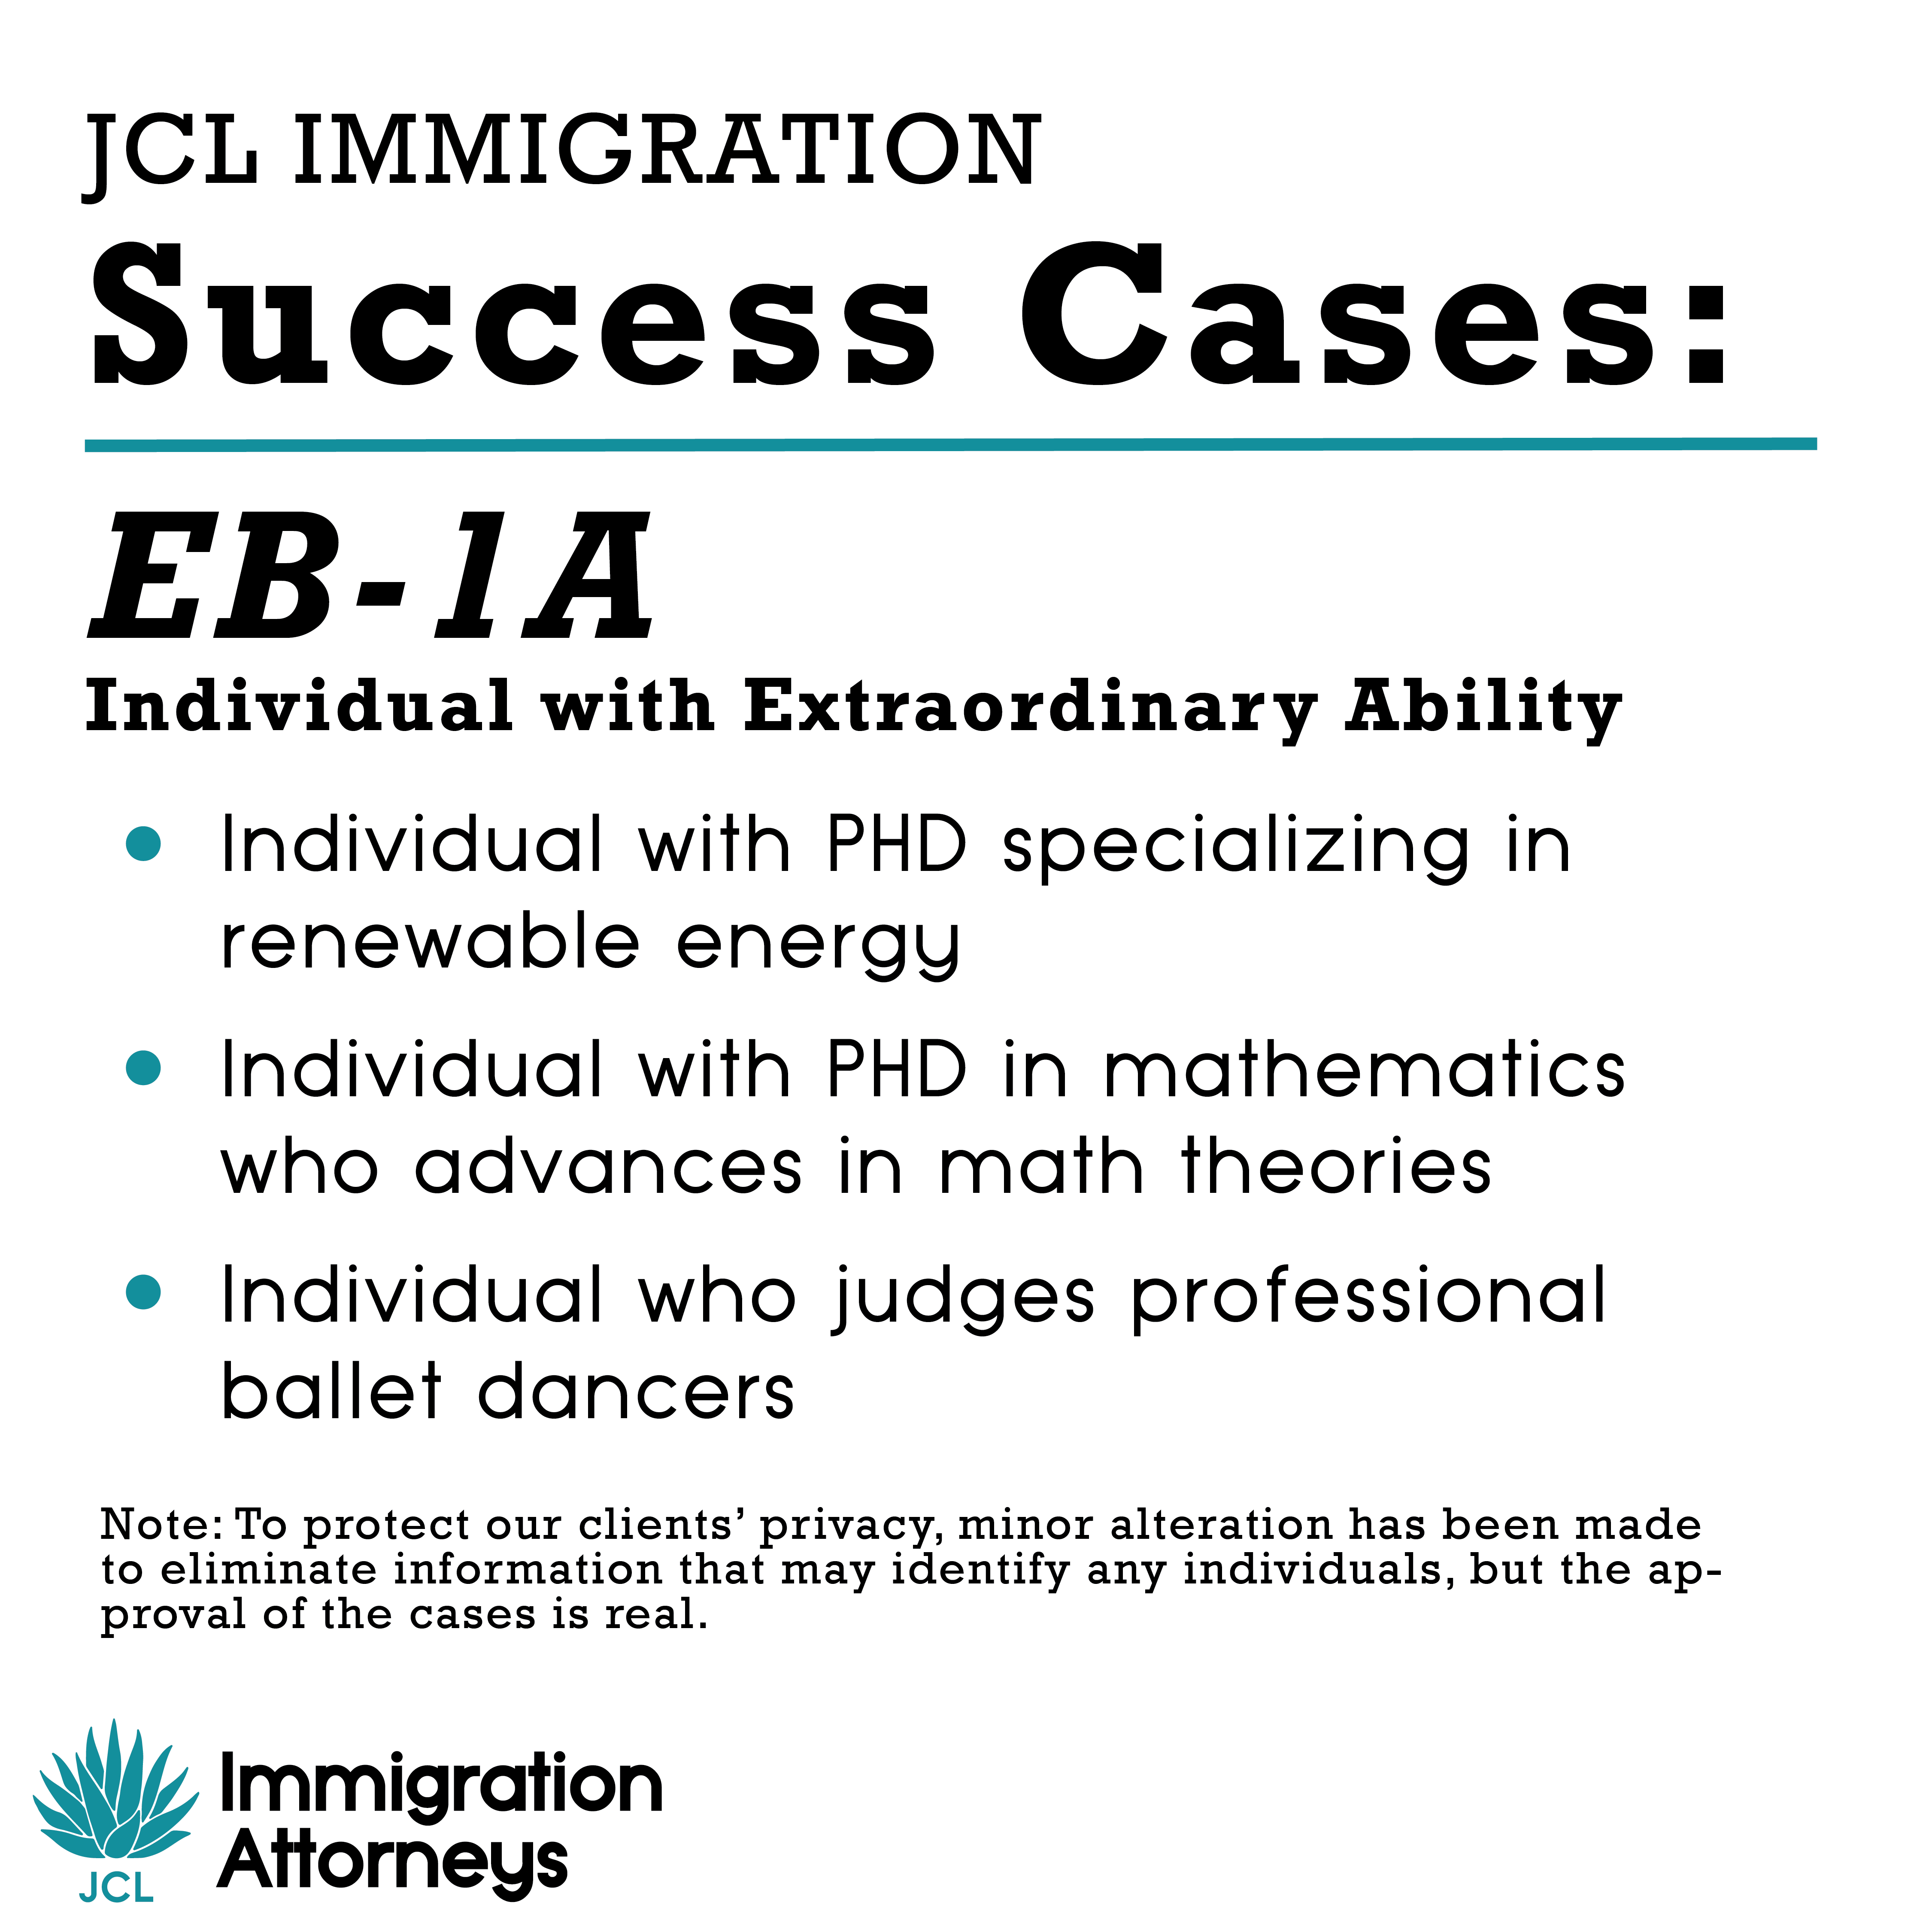 JCL IMMIGRATION
Success Cases:
EB-1A
Individual with Extraordinary Ability
Individual with PHD specializing in
renewable energy
Individual with PHD in mathematics
who advances in math theories
Individual who judges professional
ballet dancers
Note: To protect our clients’ privacy, minor alteration has been made
to eliminate information that may identify any individuals, but the ap-
proval of the cases is real.
Immigration
Attorneys
JCL